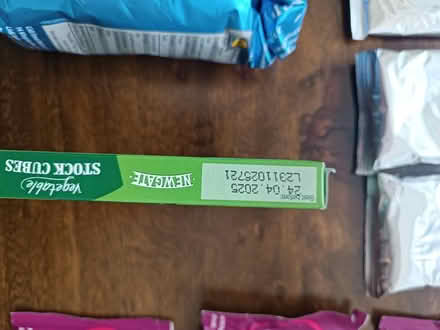 Vegetable
STOCK CUBES
NEWGATE
Best before:
24.04.2025
L2311025721